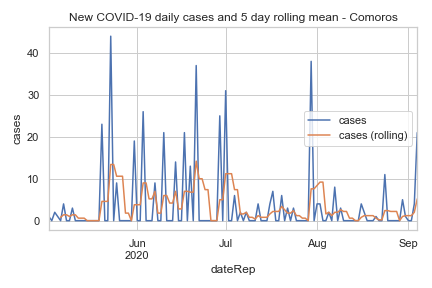 New COVID-19 daily cases and 5 day rolling mean - Comoros
40
30
20
10
0
cases
cases
cases (rolling)
Jun
2020
Jul
Aug
Sep
dateRep